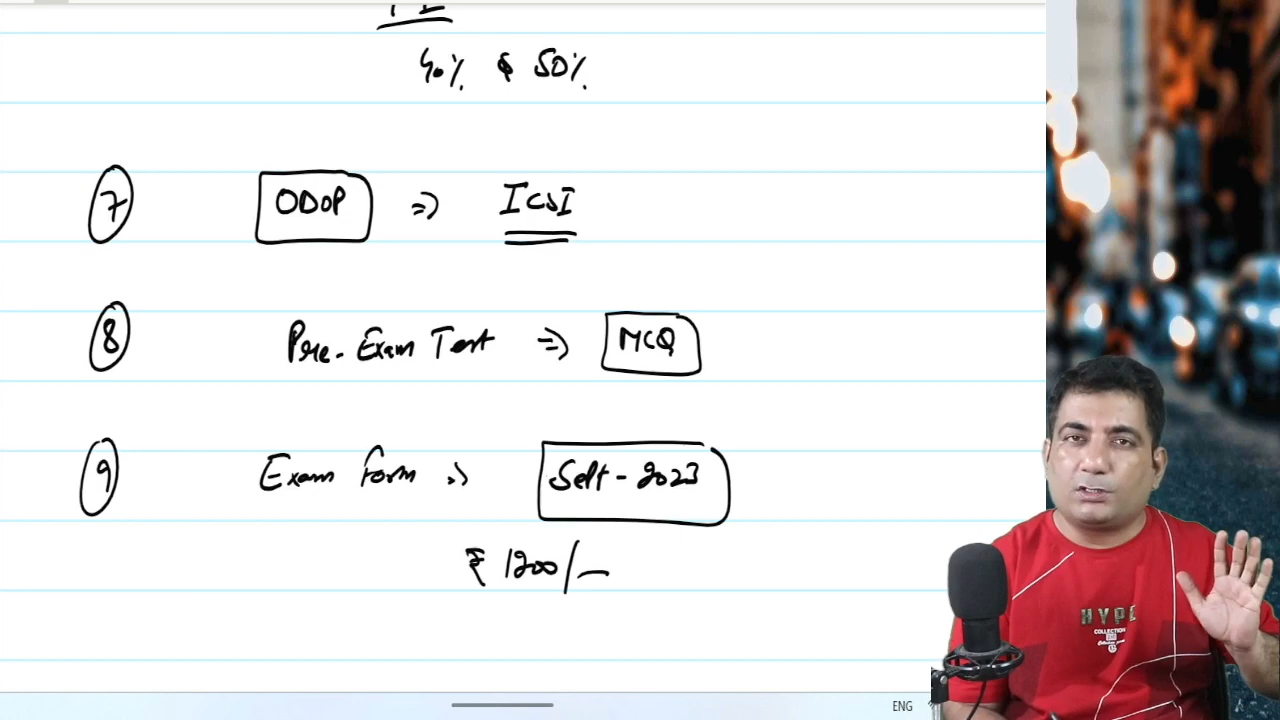 40% & 50%
7 ODOP => ICSI
8 Pre-Exam Test => MCQ
9 Exam Form => Sept-2023
₹ 1200/-
HYPE
COLLECTION
ENG